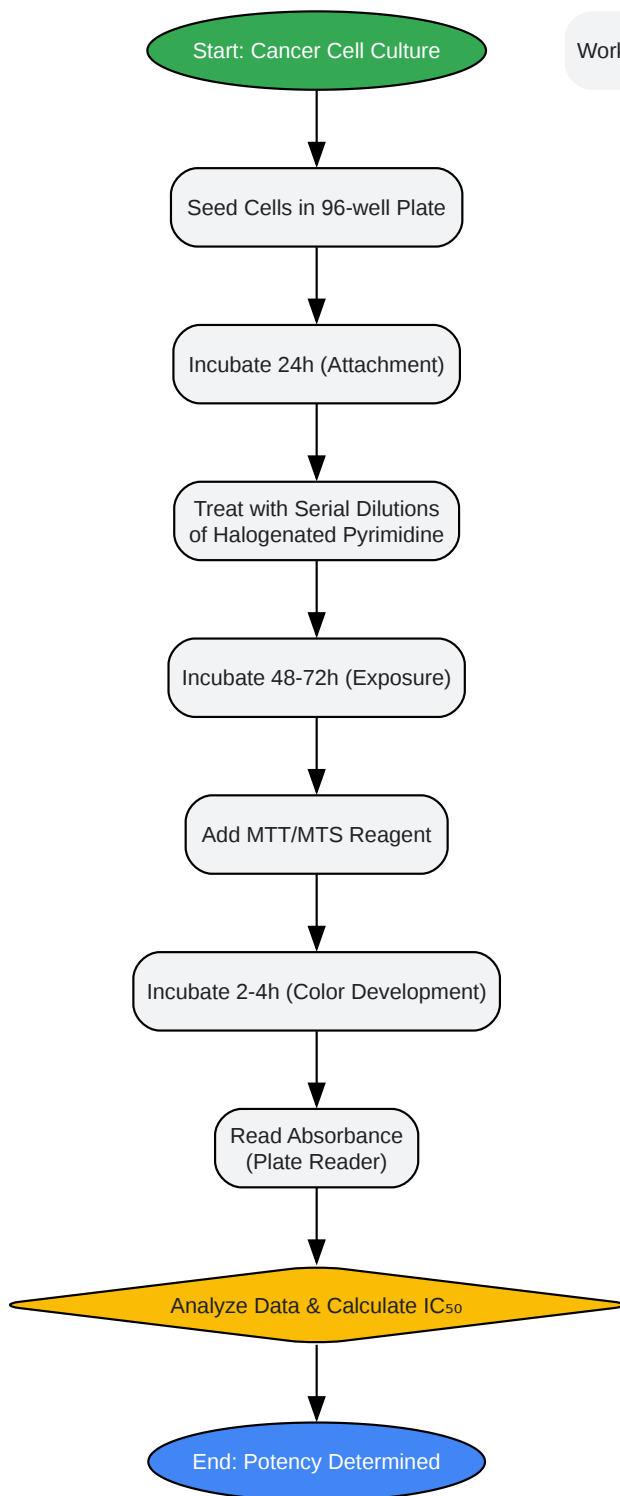 Start: Cancer Cell Culture
Work
Seed Cells in 96-well Plate
Incubate 24h (Attachment)
Treat with Serial Dilutions
of Halogenated Pyrimidine
Incubate 48-72h (Exposure)
Add MTT/MTS Reagent
Incubate 2-4h (Color Development)
Read Absorbance
(Plate Reader)
Analyze Data & Calculate IC₅₀
End: Potency Determined